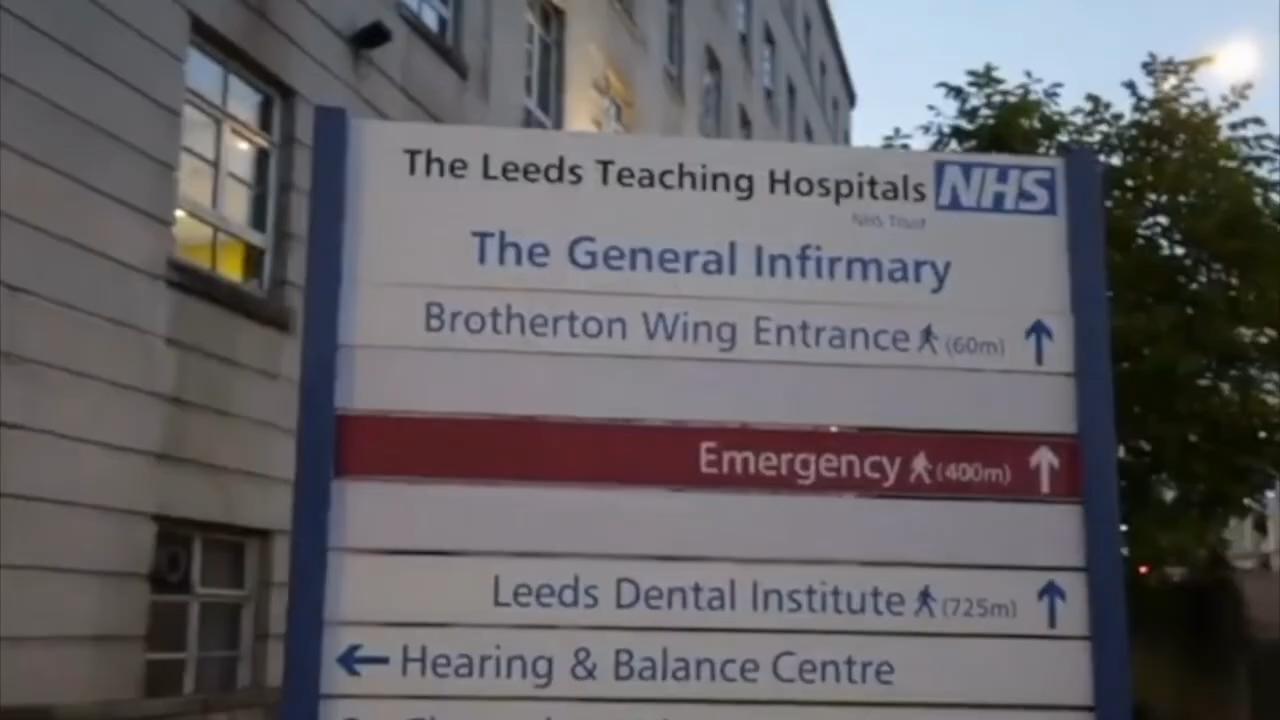 The Leeds Teaching Hospitals NHS
NHS Trust
The General Infirmary
Brotherton Wing Entrance (60m)
Emergency (400m)
Leeds Dental Institute (725m)
Hearing & Balance Centre